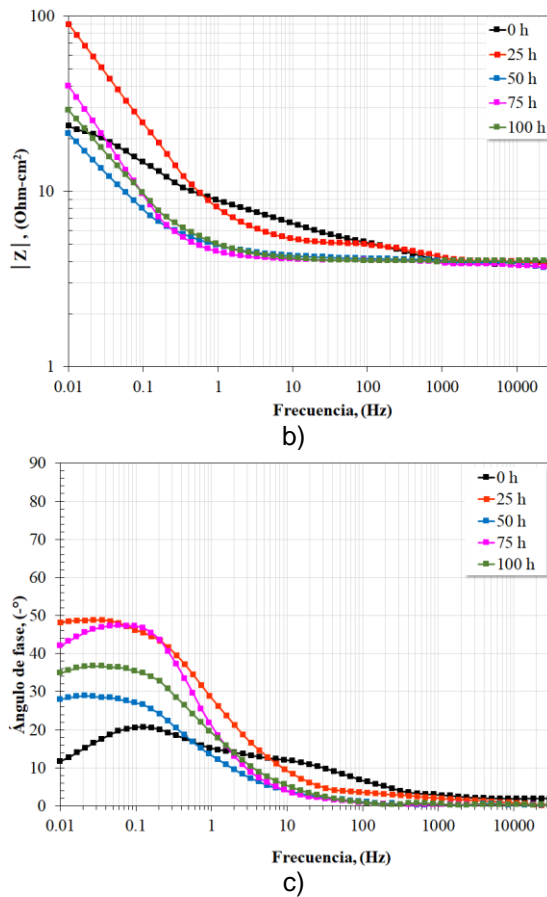 100
10
1
|Z|, (Ohm-cm²)
0 h
25 h
50 h
75 h
100 h
0.01 0.1 1 10 100 1000 10000
Frecuencia, (Hz)
b)
90
80
70
60
50
40
30
20
10
0
Ángulo de fase, (-°)
0 h
25 h
50 h
75 h
100 h
0.01 0.1 1 10 100 1000 10000
Frecuencia, (Hz)
c)